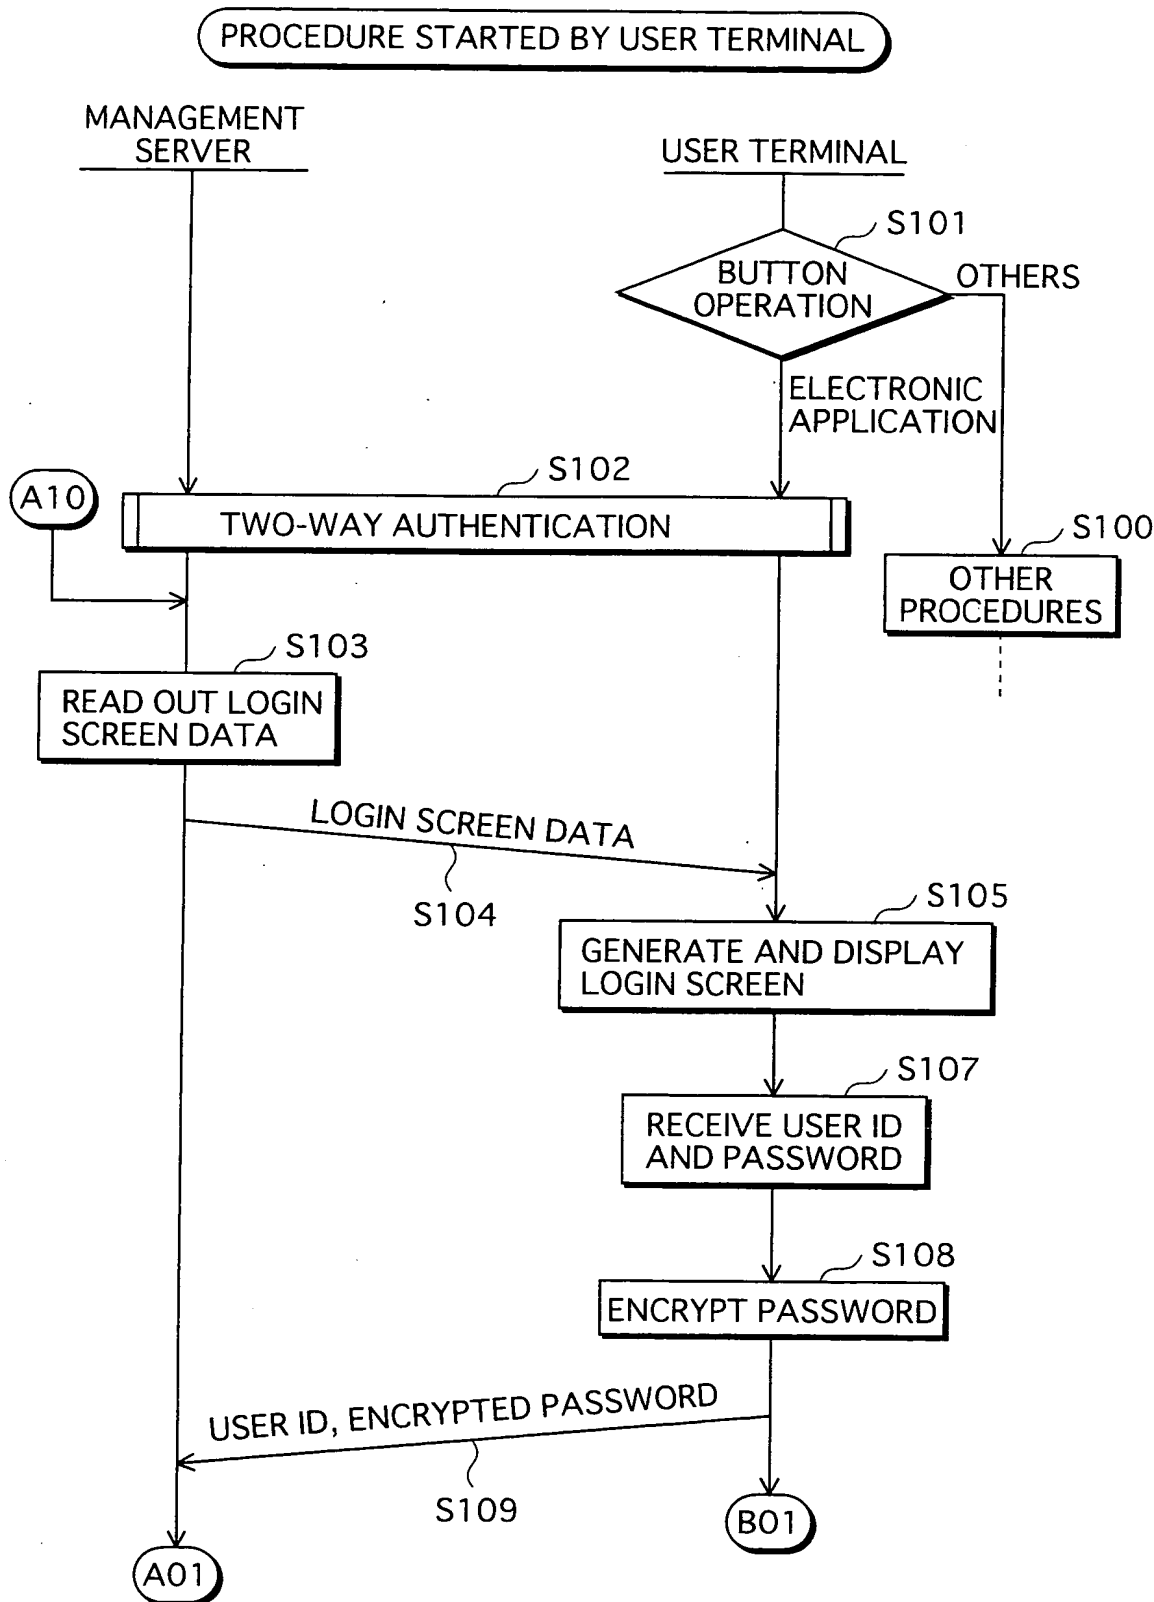 PROCEDURE STARTED BY USER TERMINAL
MANAGEMENT
SERVER
USER TERMINAL
S101
BUTTON
OPERATION
OTHERS
ELECTRONIC
APPLICATION
S102
A10
TWO-WAY AUTHENTICATION
S100
OTHER
PROCEDURES
S103
READ OUT LOGIN
SCREEN DATA
LOGIN SCREEN DATA
S104
S105
GENERATE AND DISPLAY
LOGIN SCREEN
S107
RECEIVE USER ID
AND PASSWORD
S108
ENCRYPT PASSWORD
USER ID, ENCRYPTED PASSWORD
S109
B01
A01